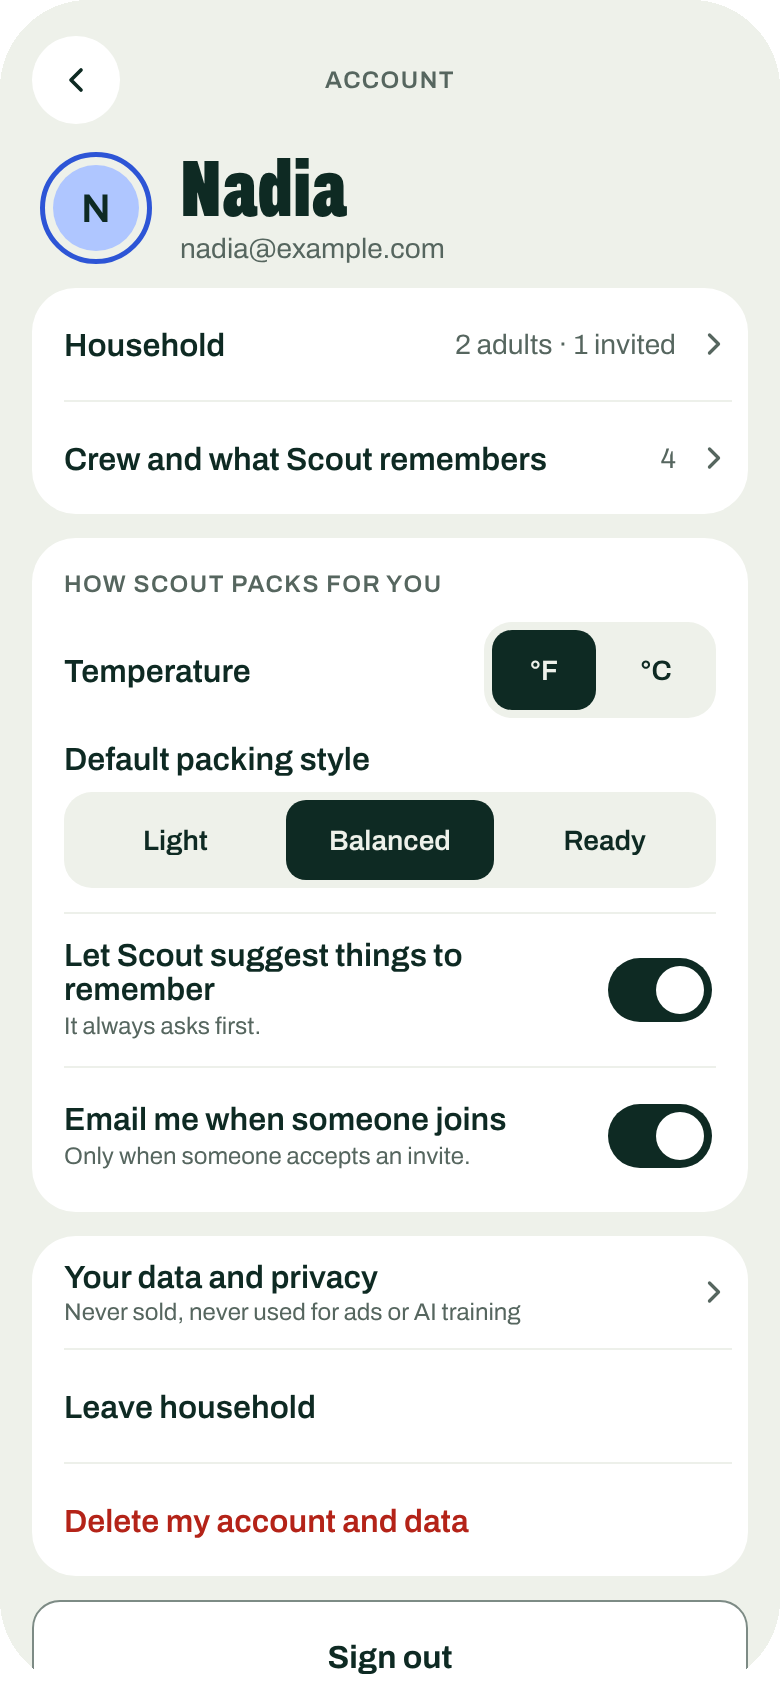 ACCOUNT
N
Nadia
nadia@example.com
Household
2 adults · 1 invited
Crew and what Scout remembers
4
HOW SCOUT PACKS FOR YOU
Temperature
°F
°C
Default packing style
Light
Balanced
Ready
Let Scout suggest things to
remember
It always asks first.
Email me when someone joins
Only when someone accepts an invite.
Your data and privacy
Never sold, never used for ads or AI training
Leave household
Delete my account and data
Sign out